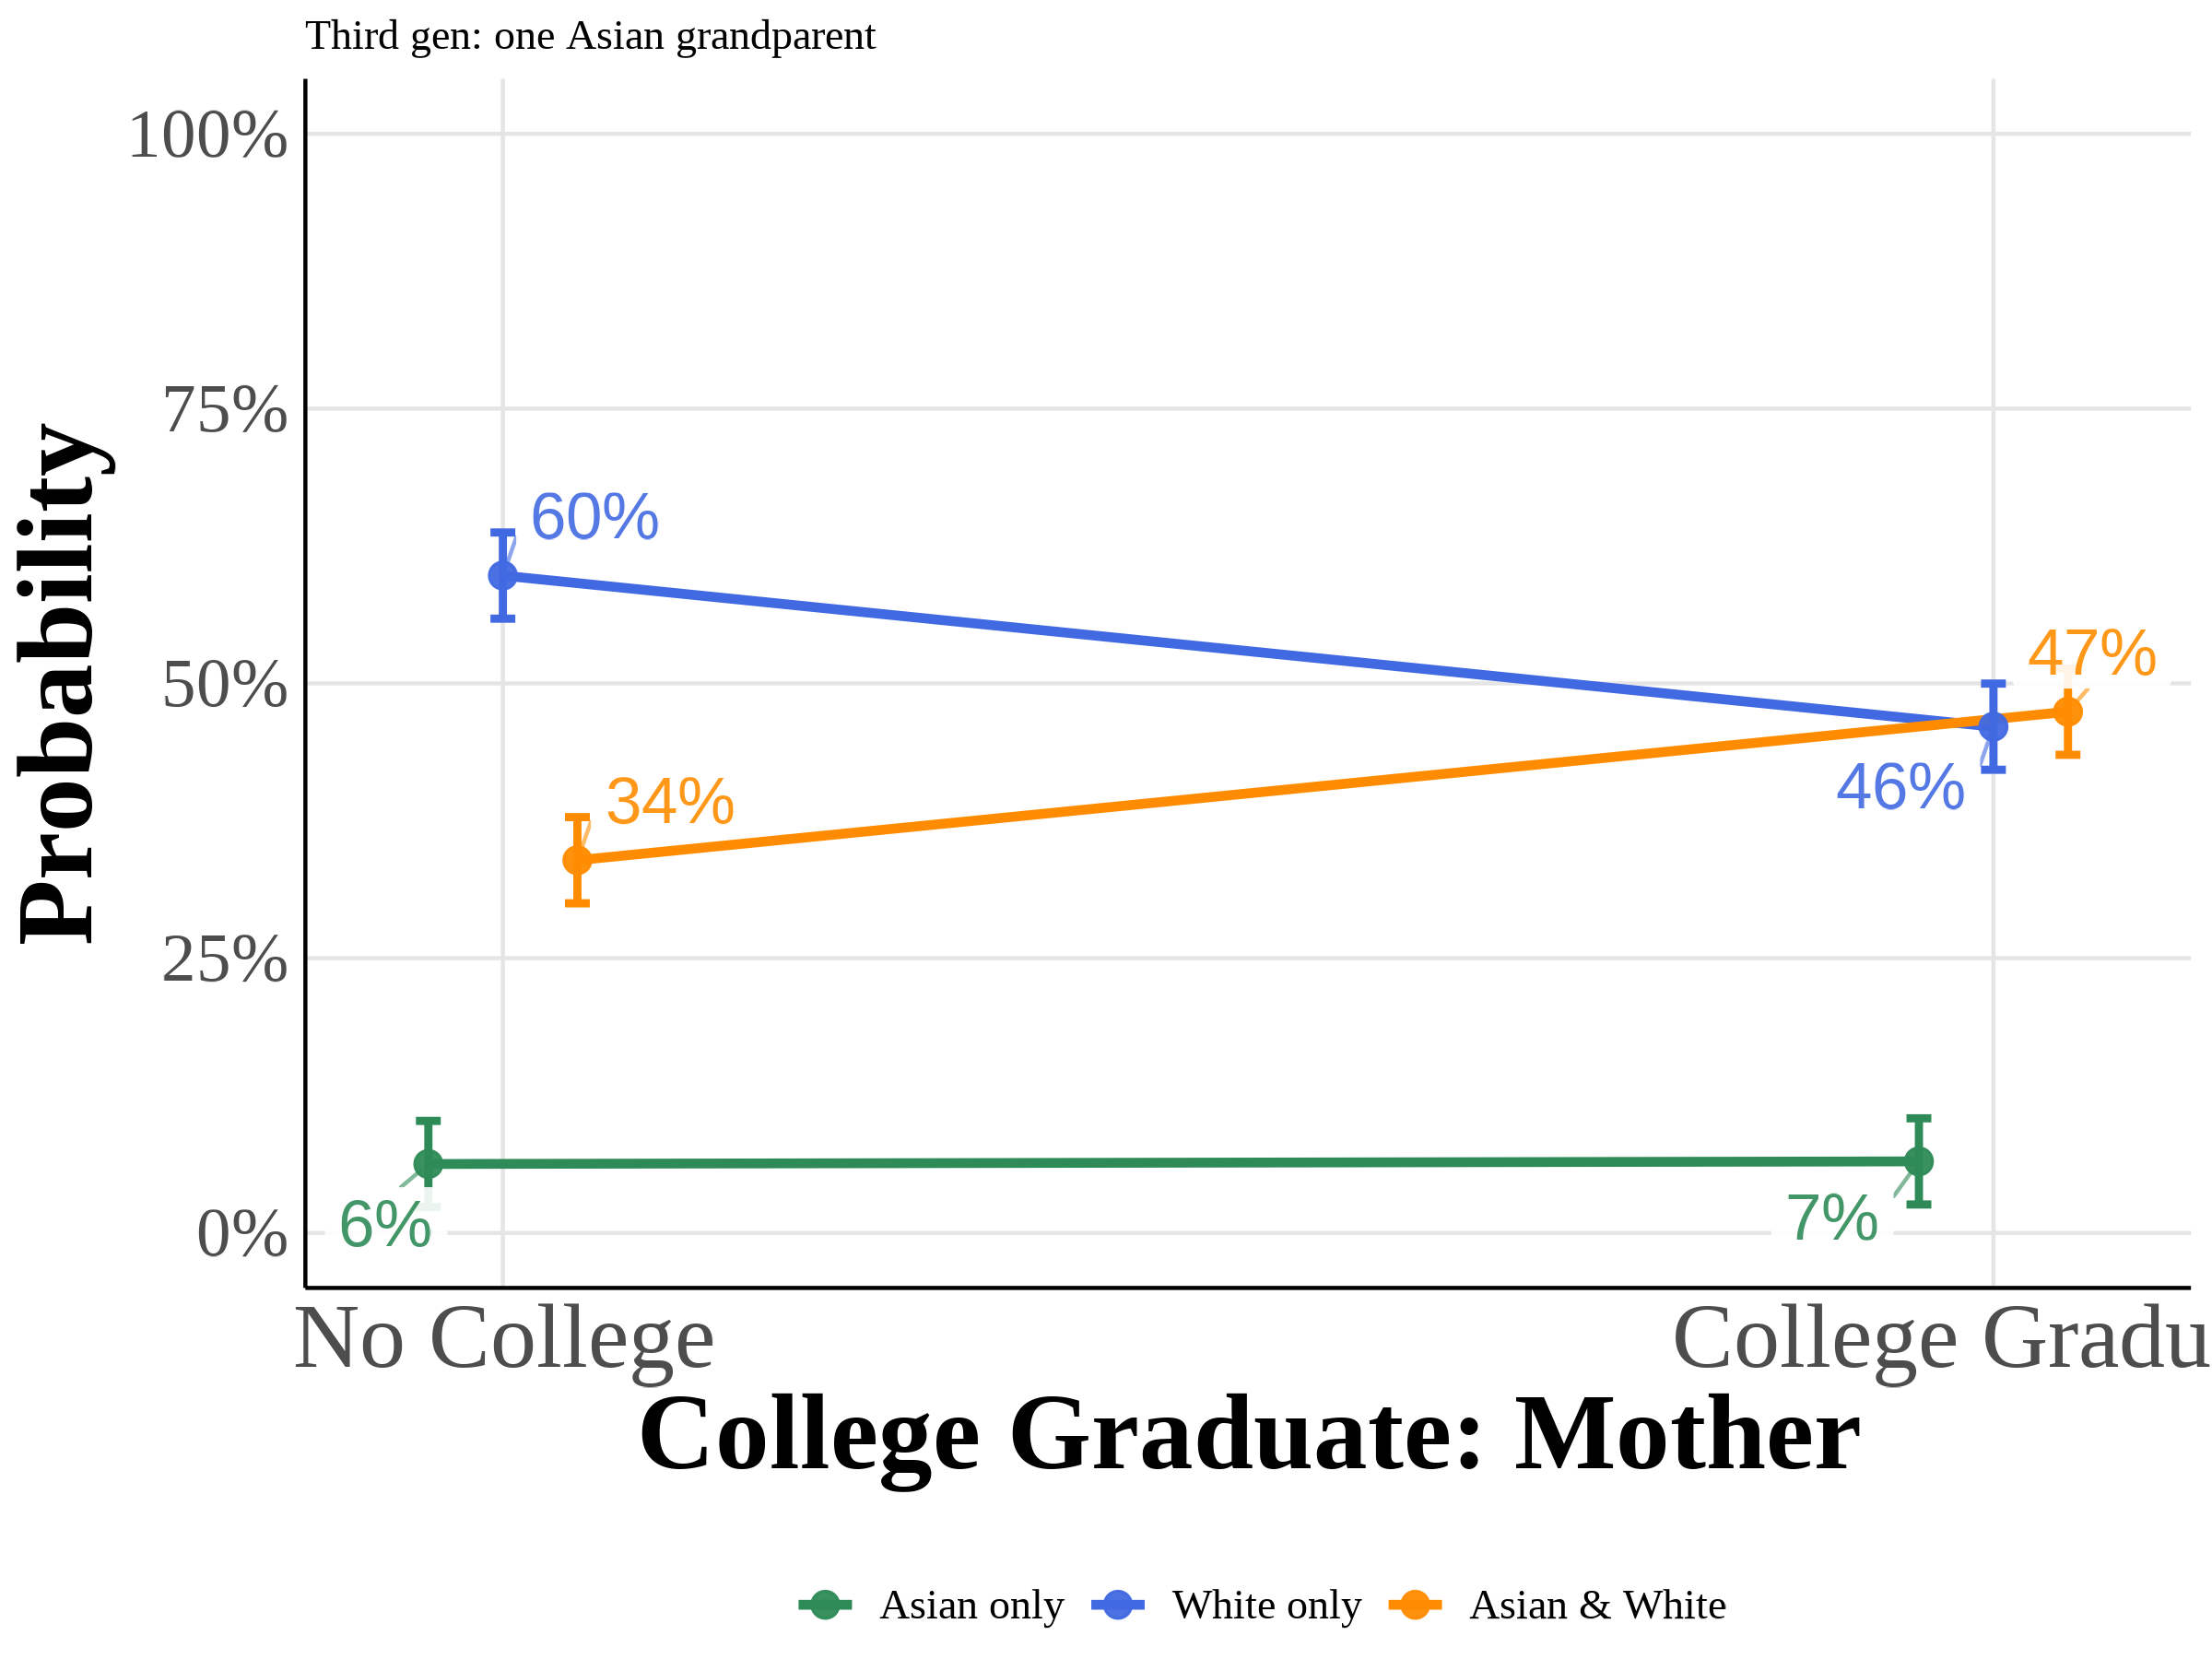 Third gen: one Asian grandparent
100%
75%
50%
25%
0%
Probability
60%
47%
34%
46%
6%
7%
No College
College Gradu
College Graduate: Mother
Asian only
White only
Asian & White